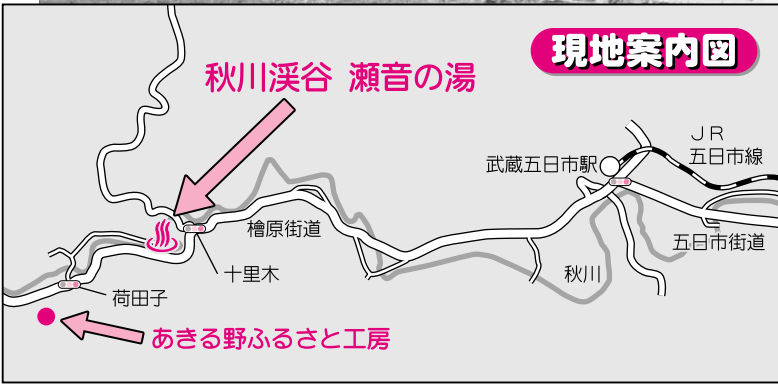 現地案内図
秋川渓谷 瀬音の湯
JR
五日市線
武蔵五日市駅
檜原街道
五日市街道
十里木
秋川
荷田子
あきる野ふるさと工房